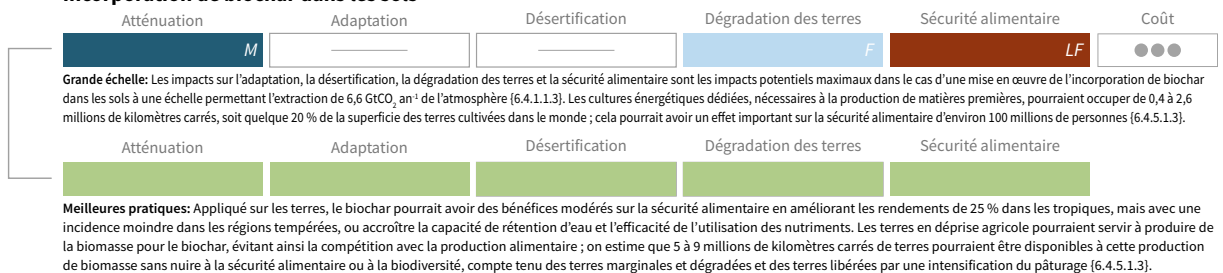 Incorporation de biochar dans les sols
Atténuation Adaptation Désertification Dégradation des terres Sécurité alimentaire Coût
M F LF
Grande échelle: Les impacts sur l’adaptation, la désertification, la dégradation des terres et la sécurité alimentaire sont les impacts potentiels maximaux dans le cas d’une mise en œuvre de l’incorporation de biochar
dans les sols à une échelle permettant l’extraction de 6,6 GtCO₂ an⁻¹ de l’atmosphère {6.4.1.1.3}. Les cultures énergétiques dédiées, nécessaires à la production de matières premières, pourraient occuper de 0,4 à 2,6
millions de kilomètres carrés, soit quelque 20 % de la superficie des terres cultivées dans le monde ; cela pourrait avoir un effet important sur la sécurité alimentaire d’environ 100 millions de personnes {6.4.5.1.3}.
Atténuation Adaptation Désertification Dégradation des terres Sécurité alimentaire
Meilleures pratiques: Appliqué sur les terres, le biochar pourrait avoir des bénéfices modérés sur la sécurité alimentaire en améliorant les rendements de 25 % dans les tropiques, mais avec une
incidence moindre dans les régions tempérées, ou accroître la capacité de rétention d’eau et l’efficacité de l’utilisation des nutriments. Les terres en déprise agricole pourraient servir à produire de
la biomasse pour le biochar, évitant ainsi la compétition avec la production alimentaire ; on estime que 5 à 9 millions de kilomètres carrés de terres pourraient être disponibles à cette production
de biomasse sans nuire à la sécurité alimentaire ou à la biodiversité, compte tenu des terres marginales et dégradées et des terres libérées par une intensification du pâturage {6.4.5.1.3}.